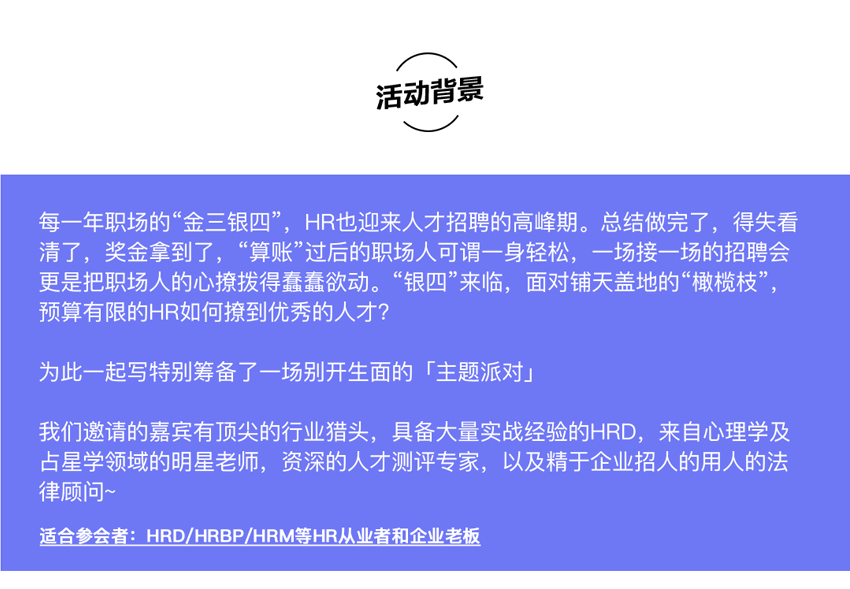 活动背景
每一年职场的“金三银四”，HR也迎来人才招聘的高峰期。总结做完了，得失看
清了，奖金拿到了，“算账”过后的职场人可谓一身轻松，一场接一场的招聘会
更是把职场人的心撩拨得蠢蠢欲动。“银四”来临，面对铺天盖地的“橄榄枝”，
预算有限的HR如何撩到优秀的人才？
为此一起写特别筹备了一场别开生面的「主题派对」
我们邀请的嘉宾有顶尖的行业猎头，具备大量实战经验的HRD，来自心理学及
占星学领域的明星老师，资深的人才测评专家，以及精于企业招人的用人的法
律顾问~
适合参会者：HRD/HRBP/HRM等HR从业者和企业老板